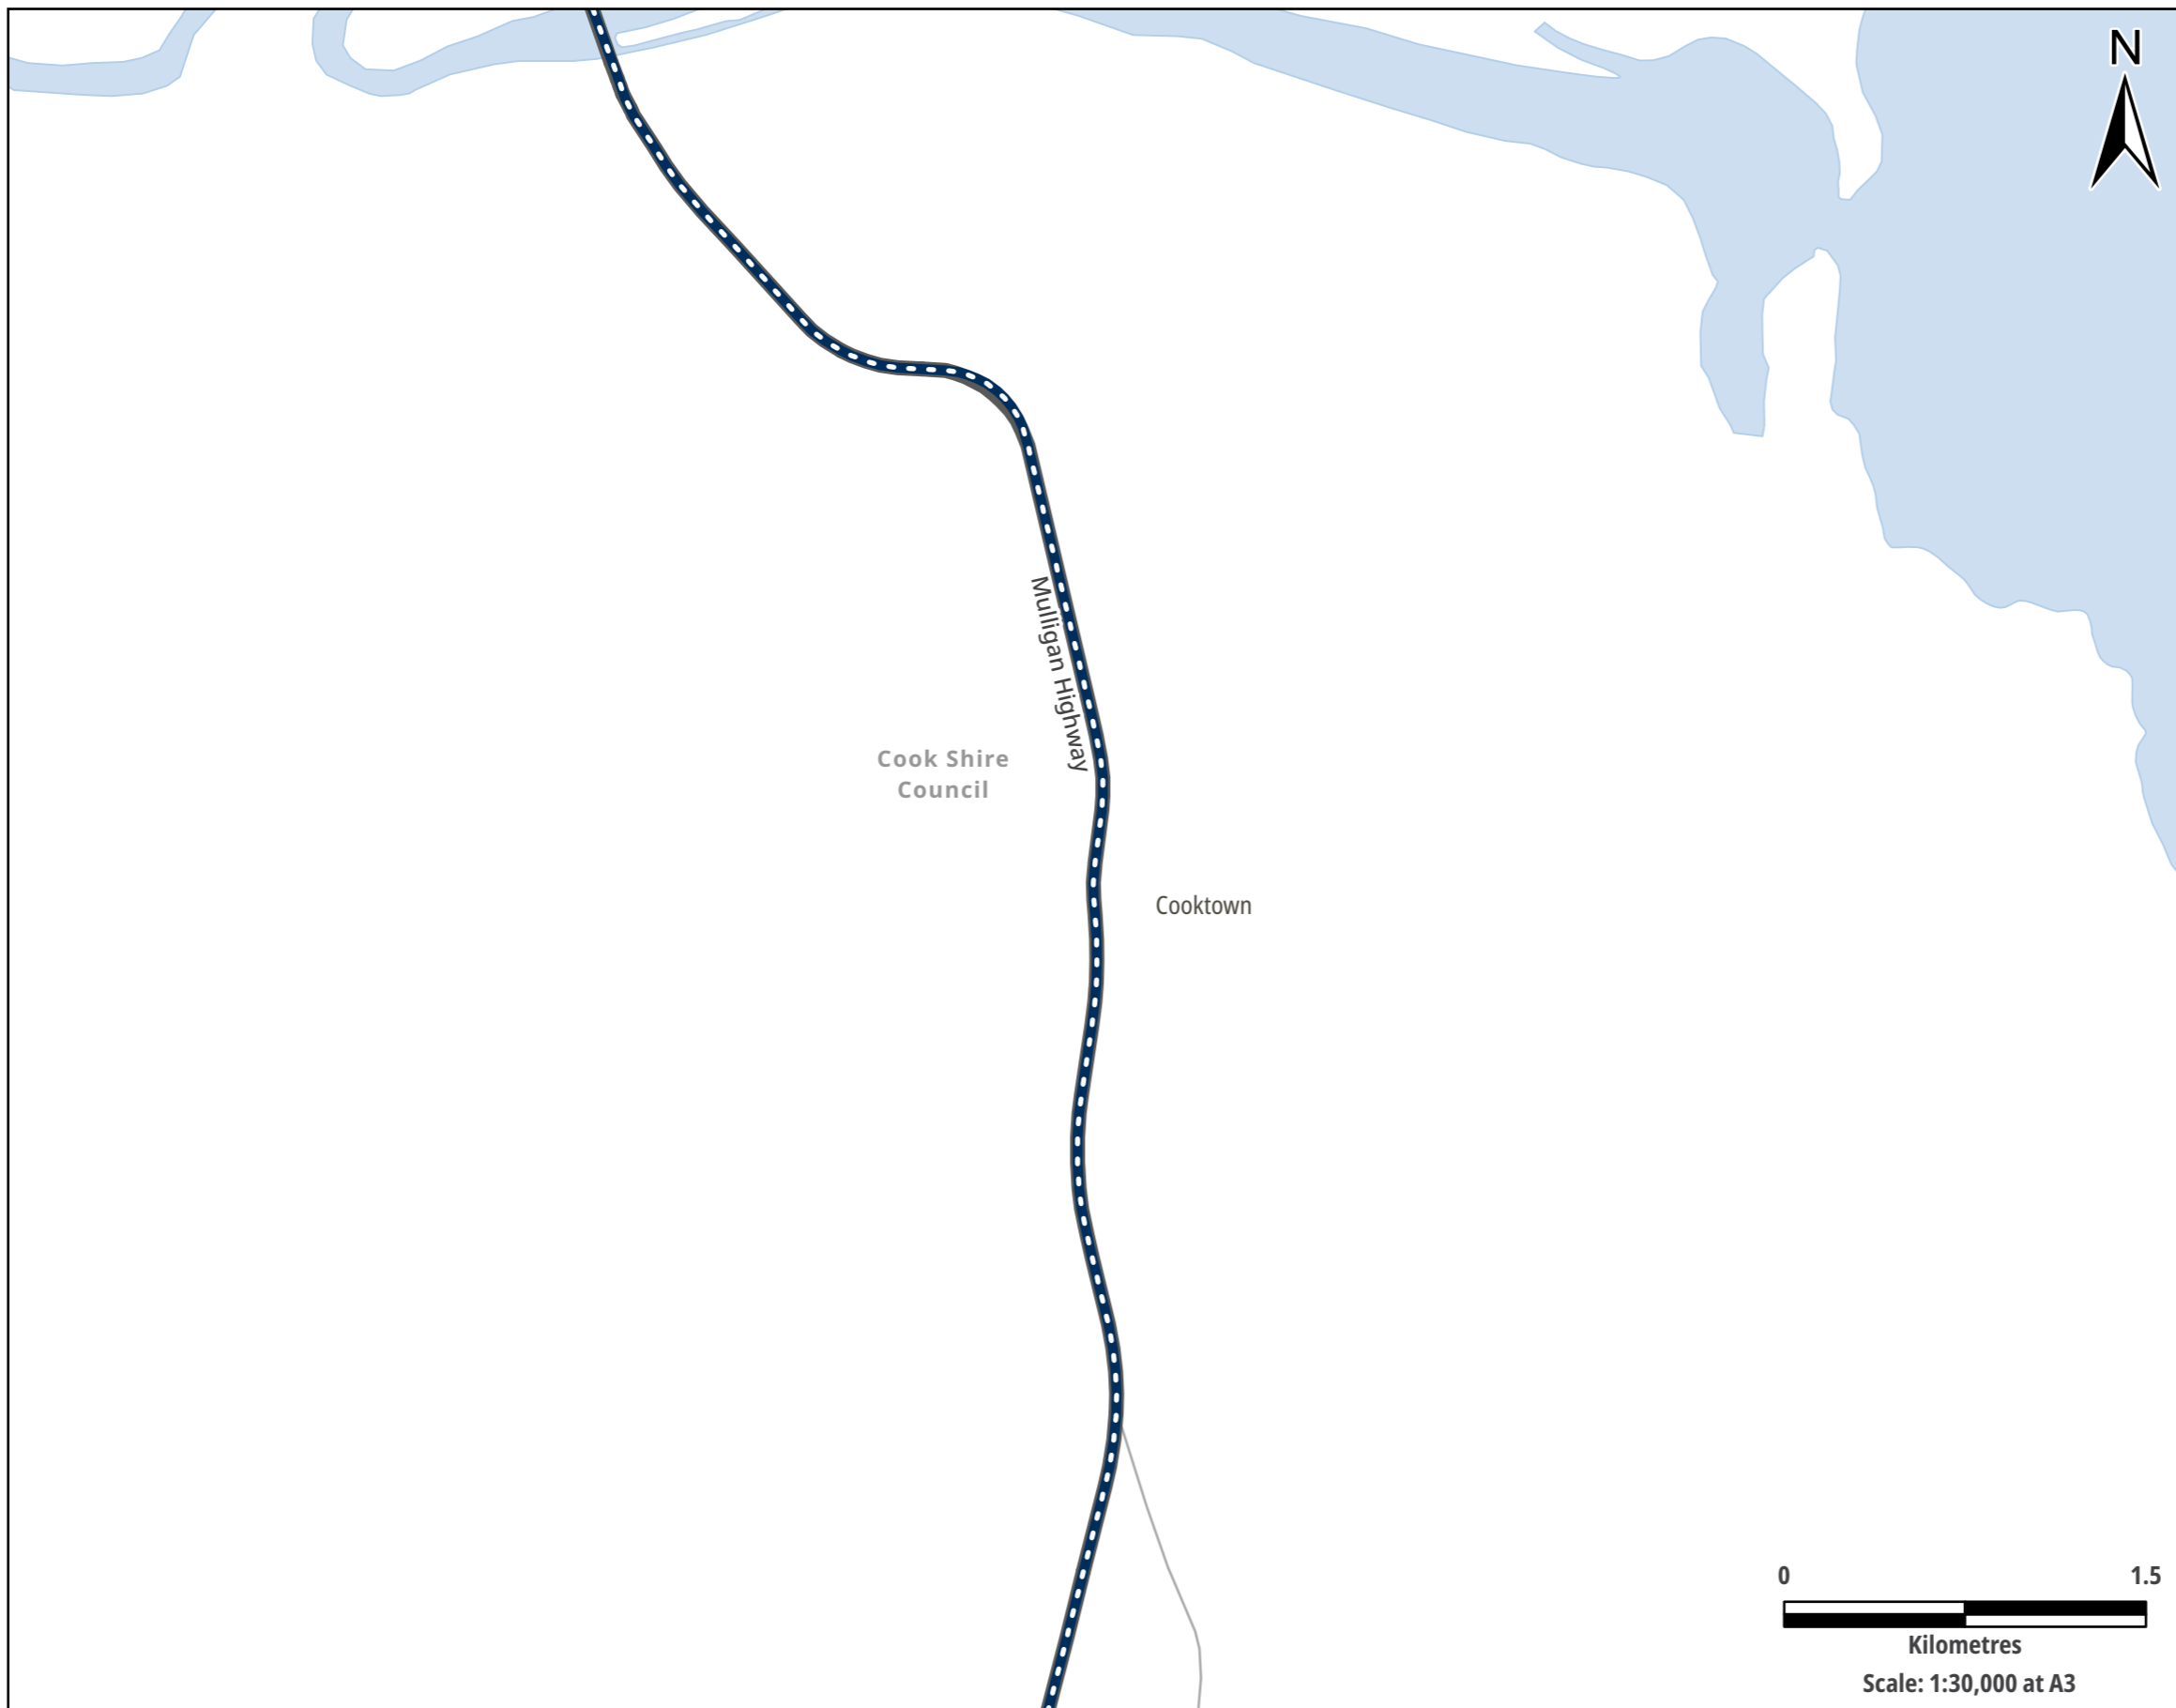 N
Mulligan Highway
Cook Shire
Council
Cooktown
0 1.5
Kilometres
Scale: 1:30,000 at A3